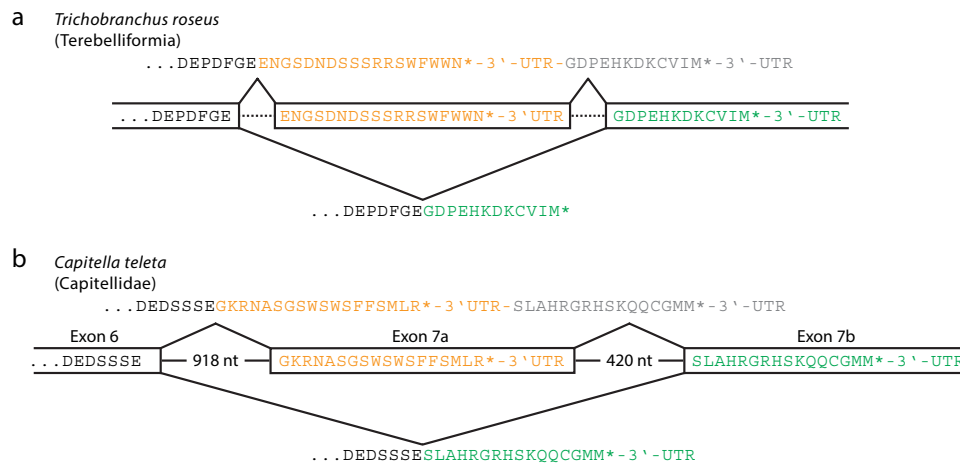 a
Trichobranchus roseus
(Terebelliformia)
...DEPDFGEENGSDNDSSSRRSWFWWN*-3‘-UTR-GDPEHKDKCVIM*-3‘-UTR
...DEPDFGE ENGSDNDSSSRRSWFWWN*-3‘UTR GDPEHKDKCVIM*-3‘-UTR
...DEPDFGEGDPEHKDKCVIM*
b
Capitella teleta
(Capitellidae)
...DEDSSSEGKRNASGSWSWSFFSMLR*-3‘UTR-SLAHRGRHSKQQCGMM*-3‘-UTR
Exon 6 Exon 7a Exon 7b
...DEDSSSE 918 nt GKRNASGSWSWSFFSMLR*-3‘UTR 420 nt SLAHRGRHSKQQCGMM*-3‘-UTR
...DEDSSSESLAHRGRHSKQQCGMM*-3‘-UTR